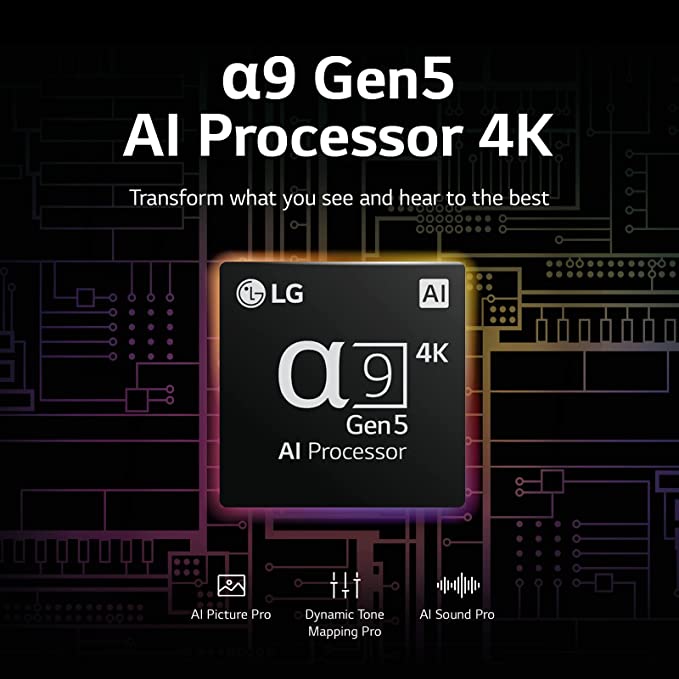 α9 Gen5
AI Processor 4K
Transform what you see and hear to the best
LG AI
α9 4K
Gen5
AI Processor
AI Picture Pro
Dynamic Tone
Mapping Pro
AI Sound Pro